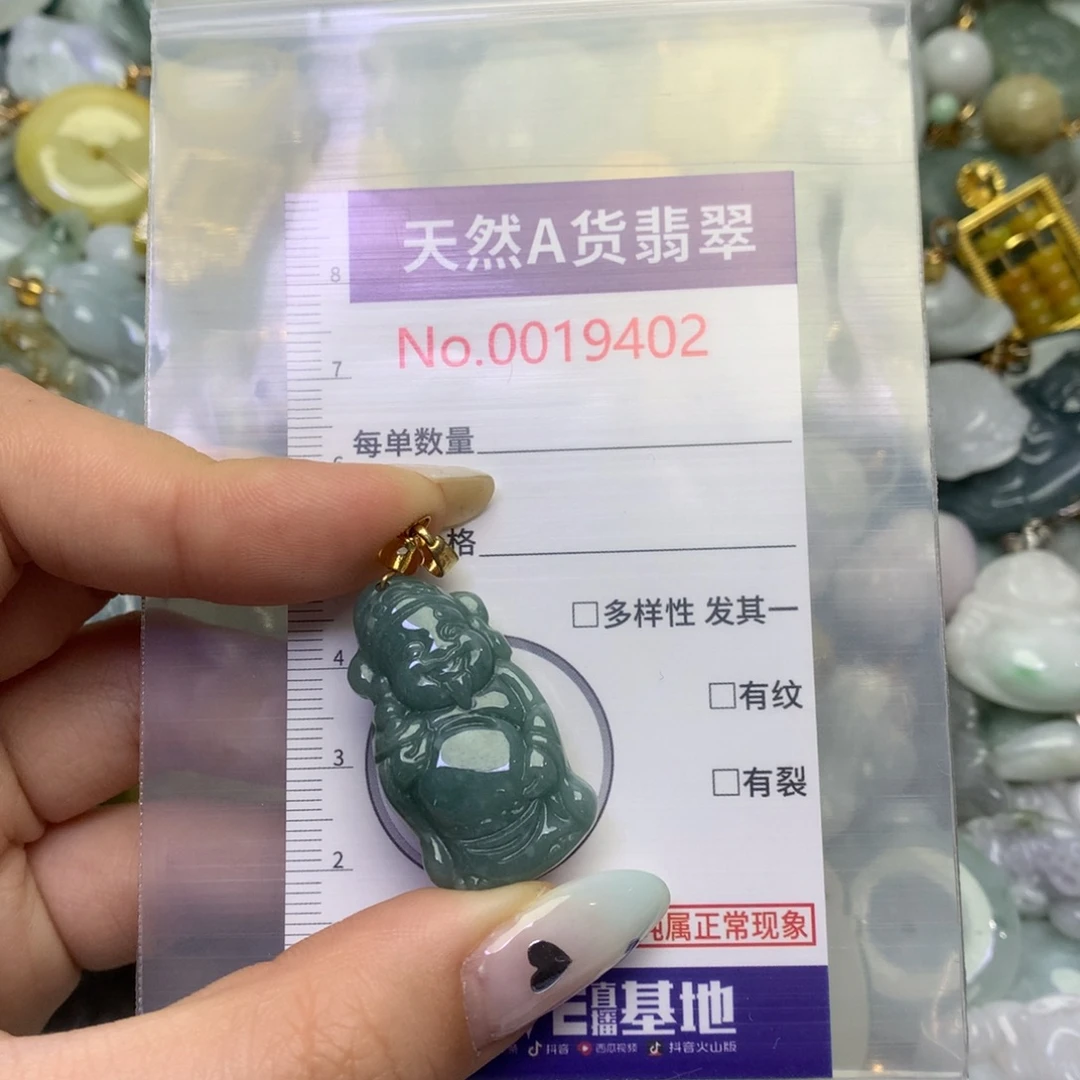 天然A货翡翠
No.0019402
8
7
每单数量
格
□多样性 发其一
4
□有纹
3
□有裂
2
属正常现象
直播基地
抖音 西瓜视频 抖音火山版